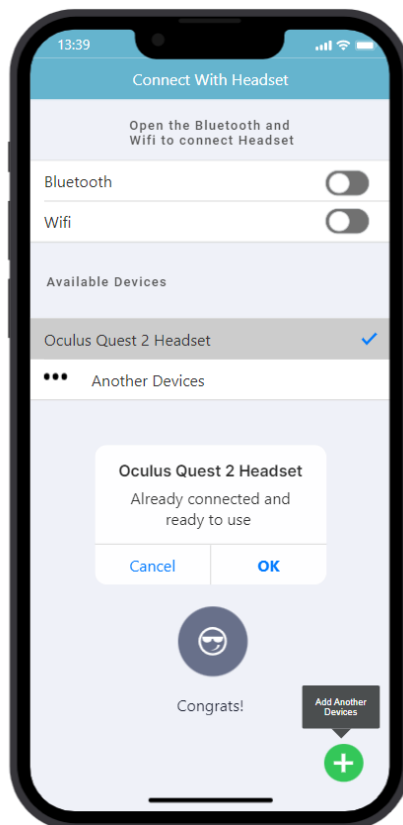 13:39
Connect With Headset
Open the Bluetooth and
Wifi to connect Headset
Bluetooth
Wifi
Available Devices
Oculus Quest 2 Headset
••• Another Devices
Oculus Quest 2 Headset
Already connected and
ready to use
Cancel OK
Congrats!
Add Another
Devices